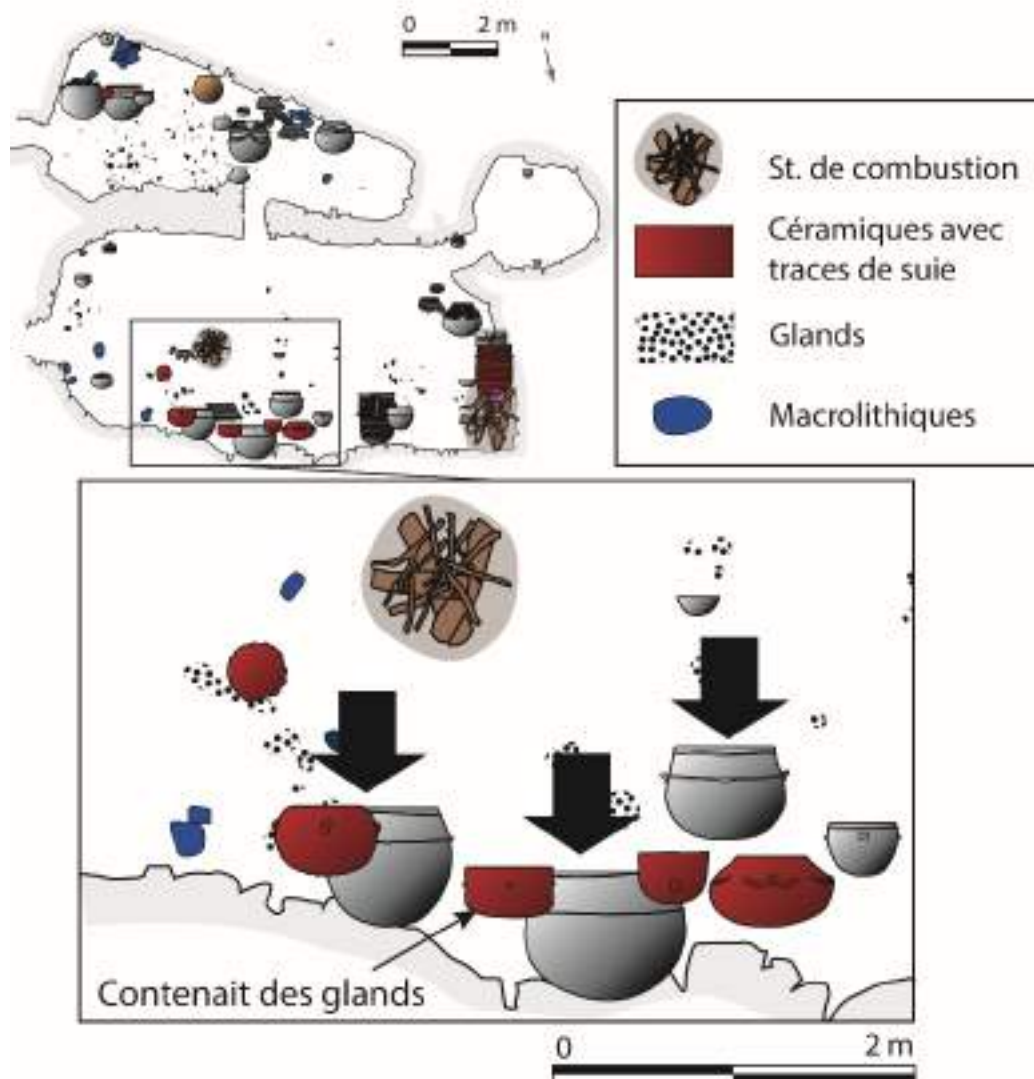 0 2 m
St. de combustion
Céramiques avec
traces de suie
Glands
Macrolithiques
Contenait des glands
0 2 m